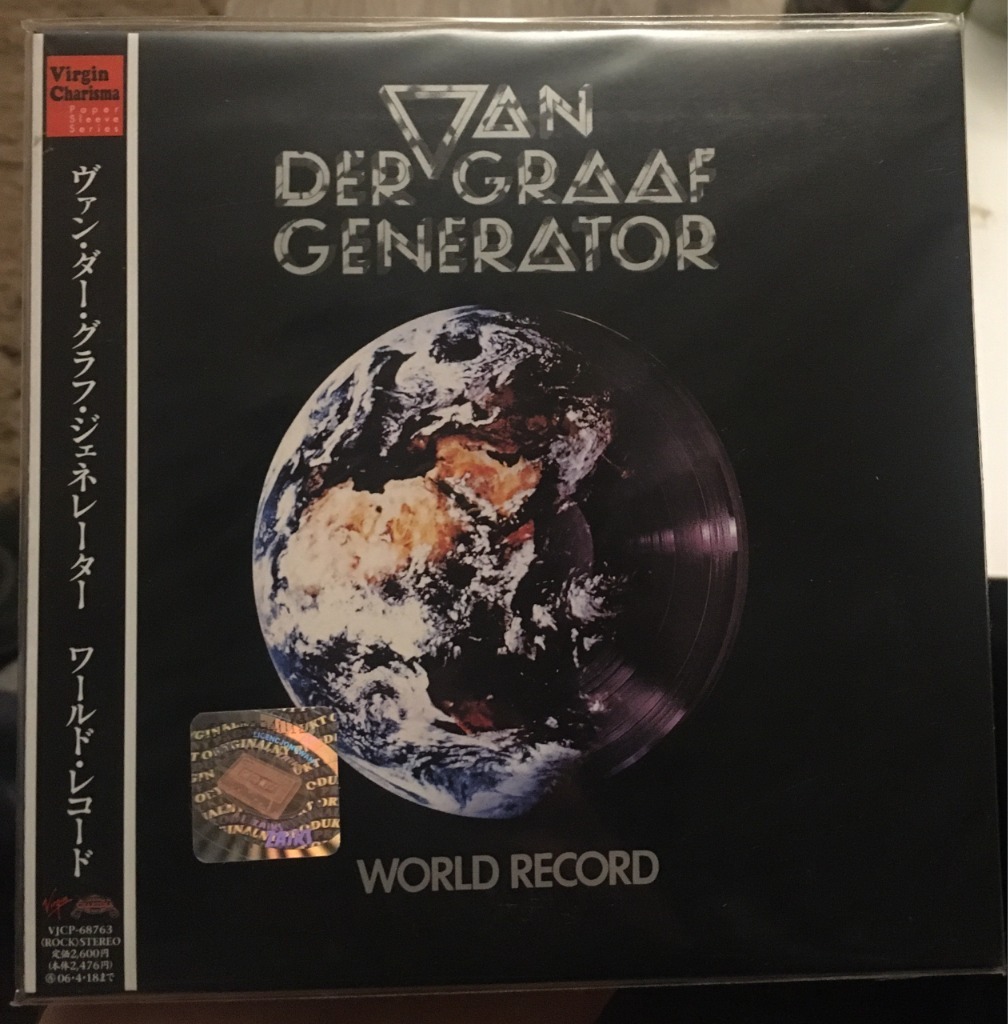 Virgin
Charisma
Paper
Sleeve
Series
ヴァン・ダー・グラフ・ジェネレーター　ワールド・レコード
Virgin
VJCP-68763
(ROCK)STEREO
定価2,600円
(本体2,476円)
06・4・18まで
VAN
DER GRAAF
GENERATOR
LICENCJONOWANY
ZAIKS
WORLD RECORD